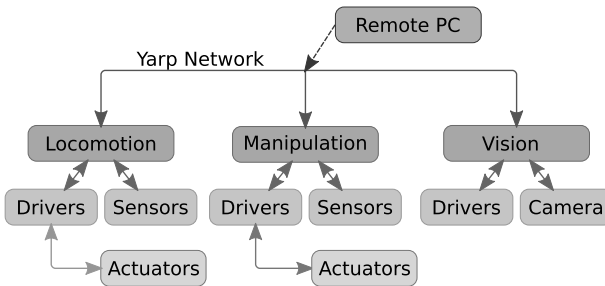 Remote PC
Yarp Network
Locomotion
Manipulation
Vision
Drivers
Sensors
Drivers
Sensors
Drivers
Camera
Actuators
Actuators